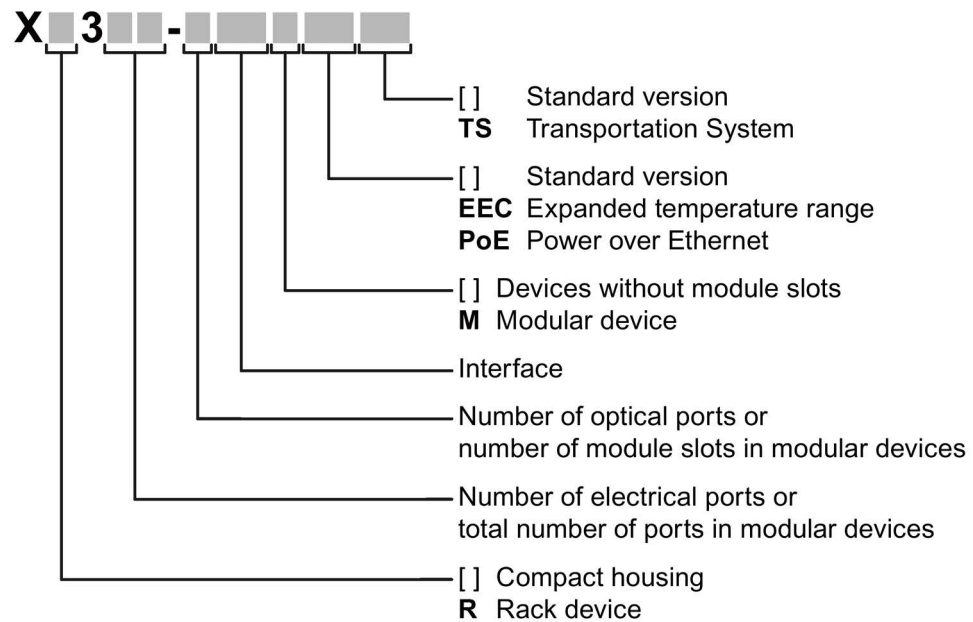 X 3 -
[ ] Standard version
TS Transportation System
[ ] Standard version
EEC Expanded temperature range
PoE Power over Ethernet
[ ] Devices without module slots
M Modular device
Interface
Number of optical ports or
number of module slots in modular devices
Number of electrical ports or
total number of ports in modular devices
[ ] Compact housing
R Rack device